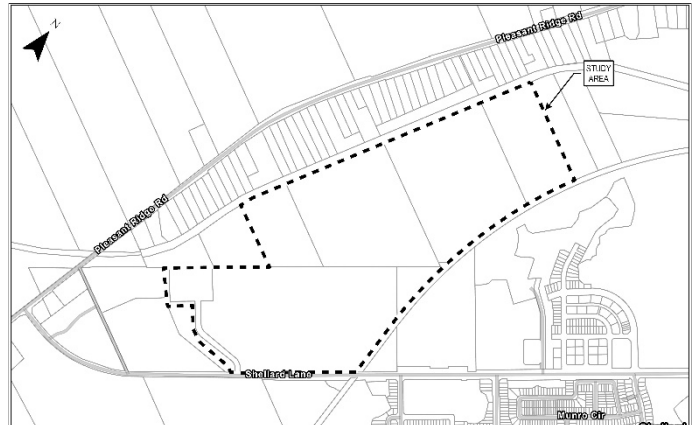 N
Pleasant Ridge Rd
STUDY
AREA
Pleasant Ridge Rd
Shellard Lane
Munro Cir